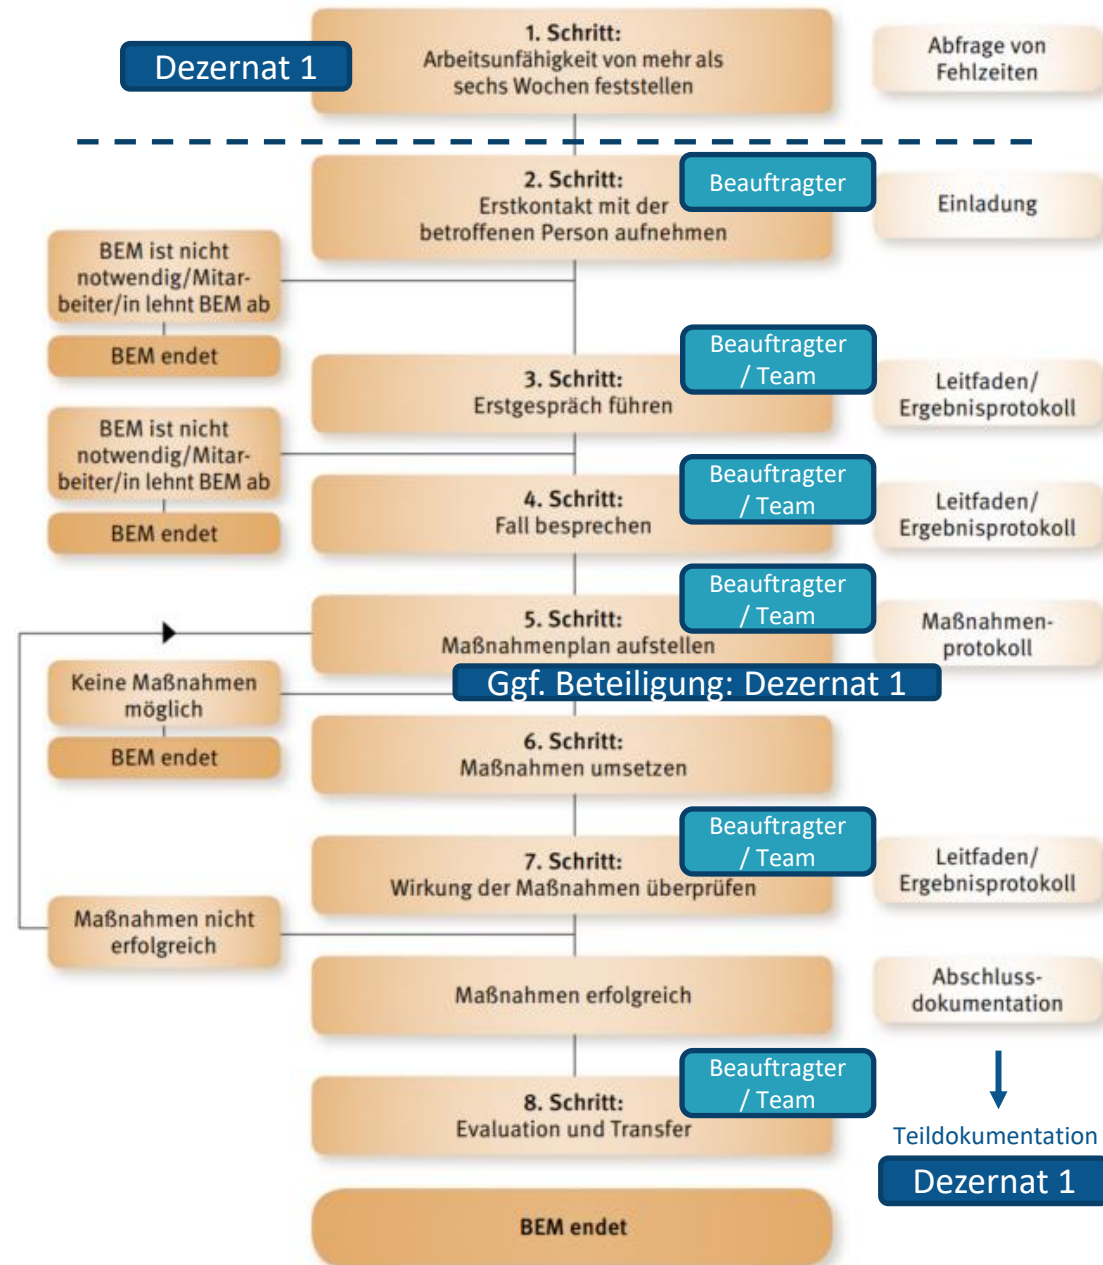 Dezernat 1
1. Schritt:
Arbeitsunfähigkeit von mehr als
sechs Wochen feststellen
Abfrage von
Fehlzeiten
2. Schritt:
Erstkontakt mit der
betroffenen Person aufnehmen
Beauftragter
Einladung
BEM ist nicht
notwendig/Mitar-
beiter/in lehnt BEM ab
BEM endet
3. Schritt:
Erstgespräch führen
Beauftragter
/ Team
Leitfaden/
Ergebnisprotokoll
BEM ist nicht
notwendig/Mitar-
beiter/in lehnt BEM ab
BEM endet
4. Schritt:
Fall besprechen
Beauftragter
/ Team
Leitfaden/
Ergebnisprotokoll
5. Schritt:
Maßnahmenplan aufstellen
Beauftragter
/ Team
Maßnahmen-
protokoll
Ggf. Beteiligung: Dezernat 1
Keine Maßnahmen
möglich
BEM endet
6. Schritt:
Maßnahmen umsetzen
7. Schritt:
Wirkung der Maßnahmen überprüfen
Beauftragter
/ Team
Leitfaden/
Ergebnisprotokoll
Maßnahmen nicht
erfolgreich
Maßnahmen erfolgreich
Abschluss-
dokumentation
8. Schritt:
Evaluation und Transfer
Beauftragter
/ Team
Teildokumentation
Dezernat 1
BEM endet